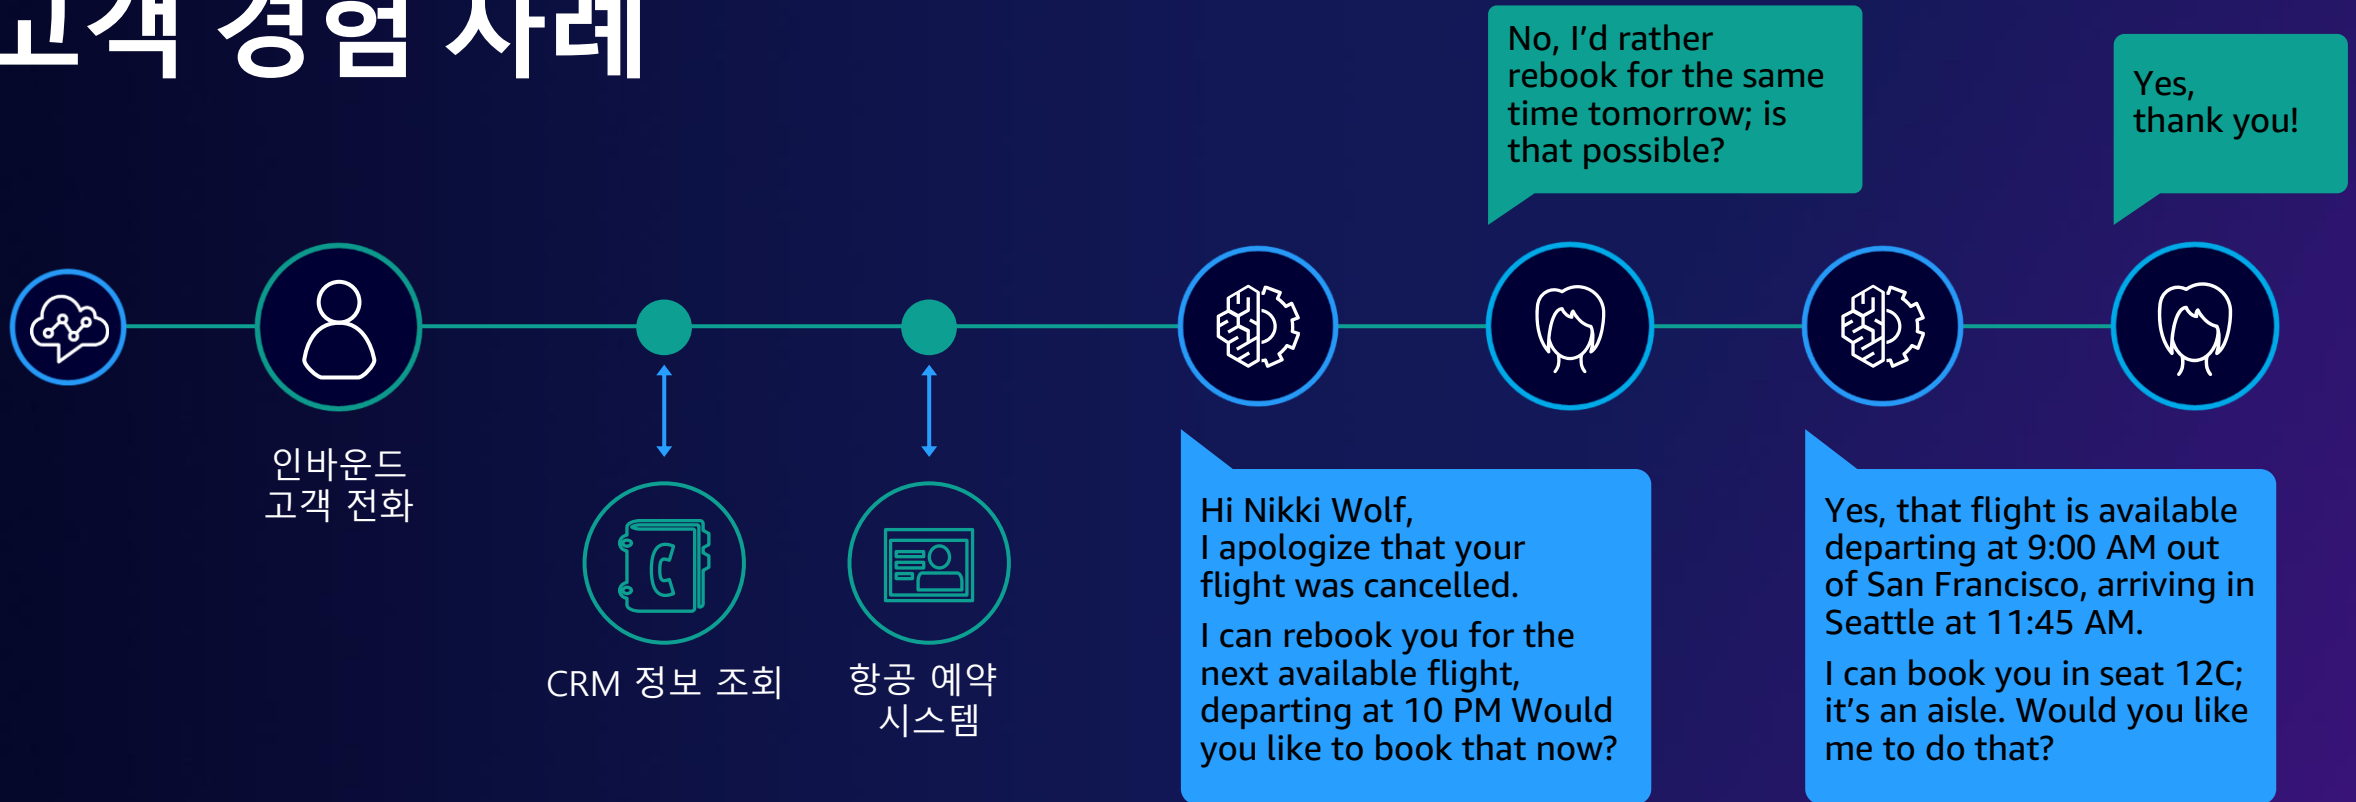 고객 경험 사례
No, I'd rather
rebook for the same
time tomorrow; is
that possible?
Yes,
thank you!
인바운드
고객 전화
CRM 정보 조회
항공 예약
시스템
Hi Nikki Wolf,
I apologize that your
flight was cancelled.
I can rebook you for the
next available flight,
departing at 10 PM Would
you like to book that now?
Yes, that flight is available
departing at 9:00 AM out
of San Francisco, arriving in
Seattle at 11:45 AM.
I can book you in seat 12C;
it's an aisle. Would you like
me to do that?